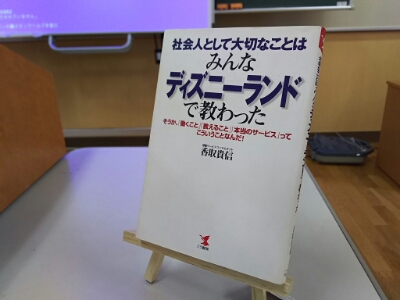 社会人として大切なことは
みんな
ディズニーランド
で教わった
そうか、「働くこと」「教えること」「本当のサービス」って
こういうことなんだ!
香取貴信